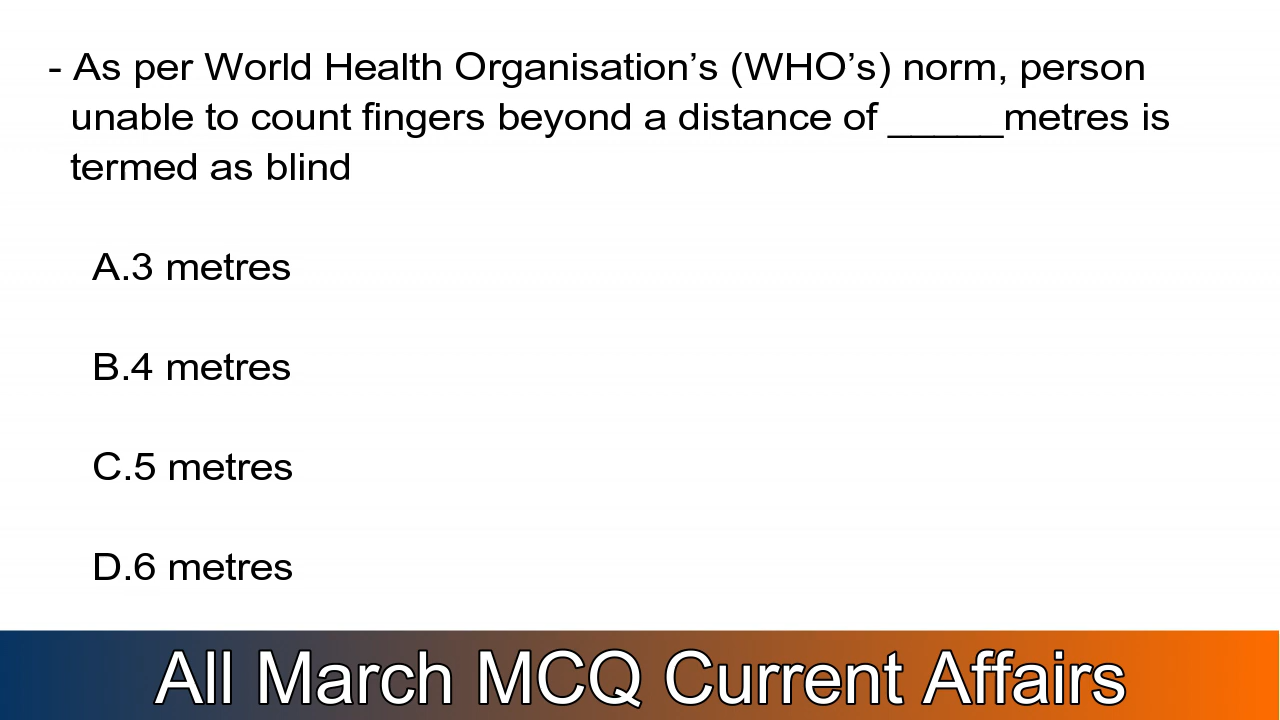 - As per World Health Organisation’s (WHO’s) norm, person
unable to count fingers beyond a distance of _____metres is
termed as blind
A.3 metres
B.4 metres
C.5 metres
D.6 metres
All March MCQ Current Affairs